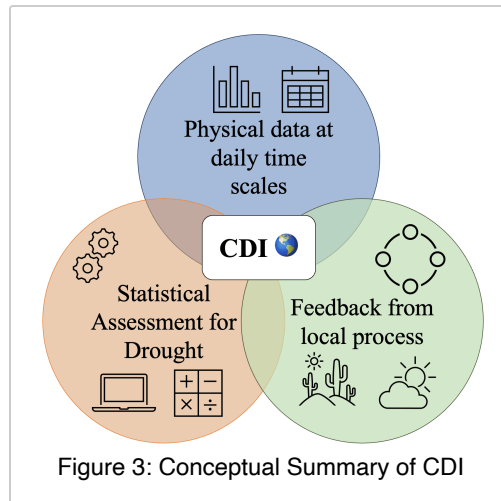 Physical data at
daily time
scales
CDI
Statistical
Assessment for
Drought
Feedback from
local process
+ −
× ÷
Figure 3: Conceptual Summary of CDI